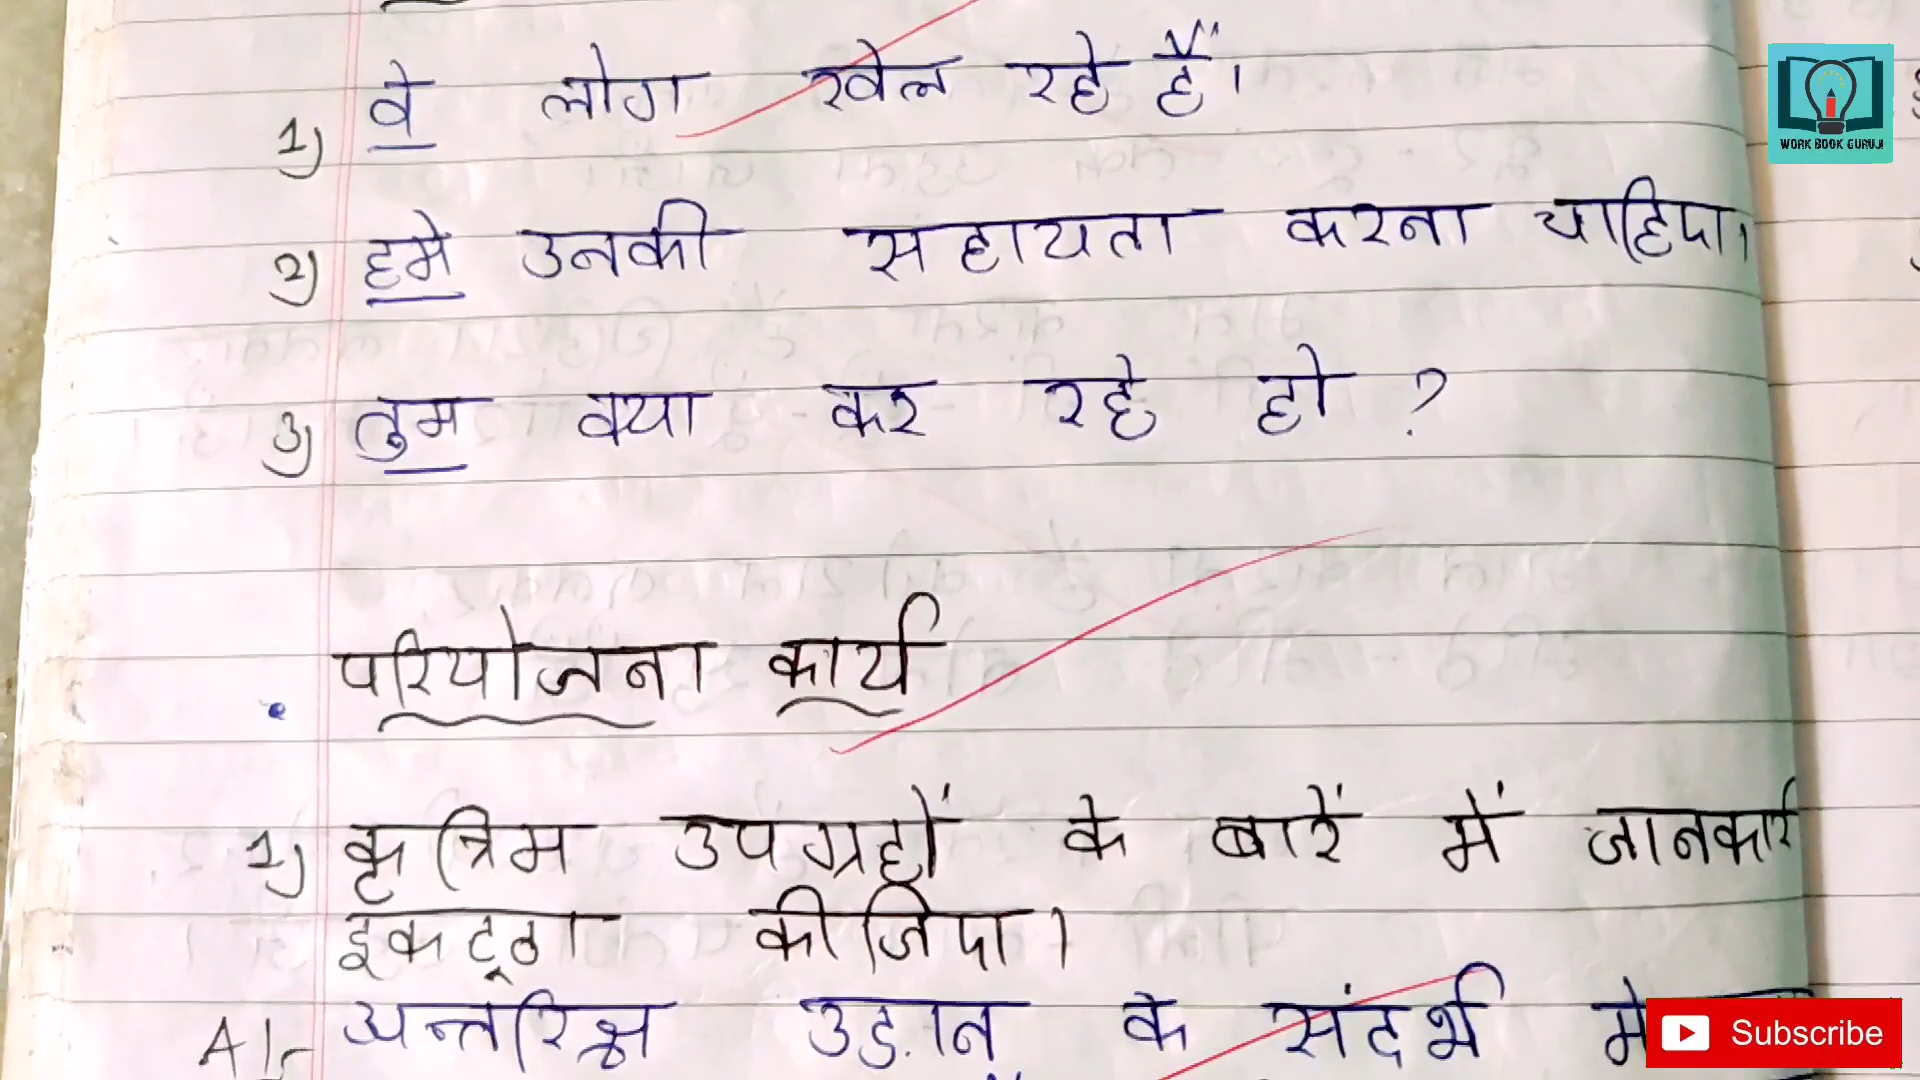 1) वे लोग खेल रहे हैं।
2) हमे उनकी सहायता करना चाहिए।
3) तुम क्या कर रहे हो ?
परियोजना कार्य
1) कृत्रिम उपग्रहों के बारें में जानकारी
इकट्ठा कीजिए।
A)- अन्तरिक्ष उड़ान के संदर्भ मे
WORK BOOK GURUJI
Subscribe